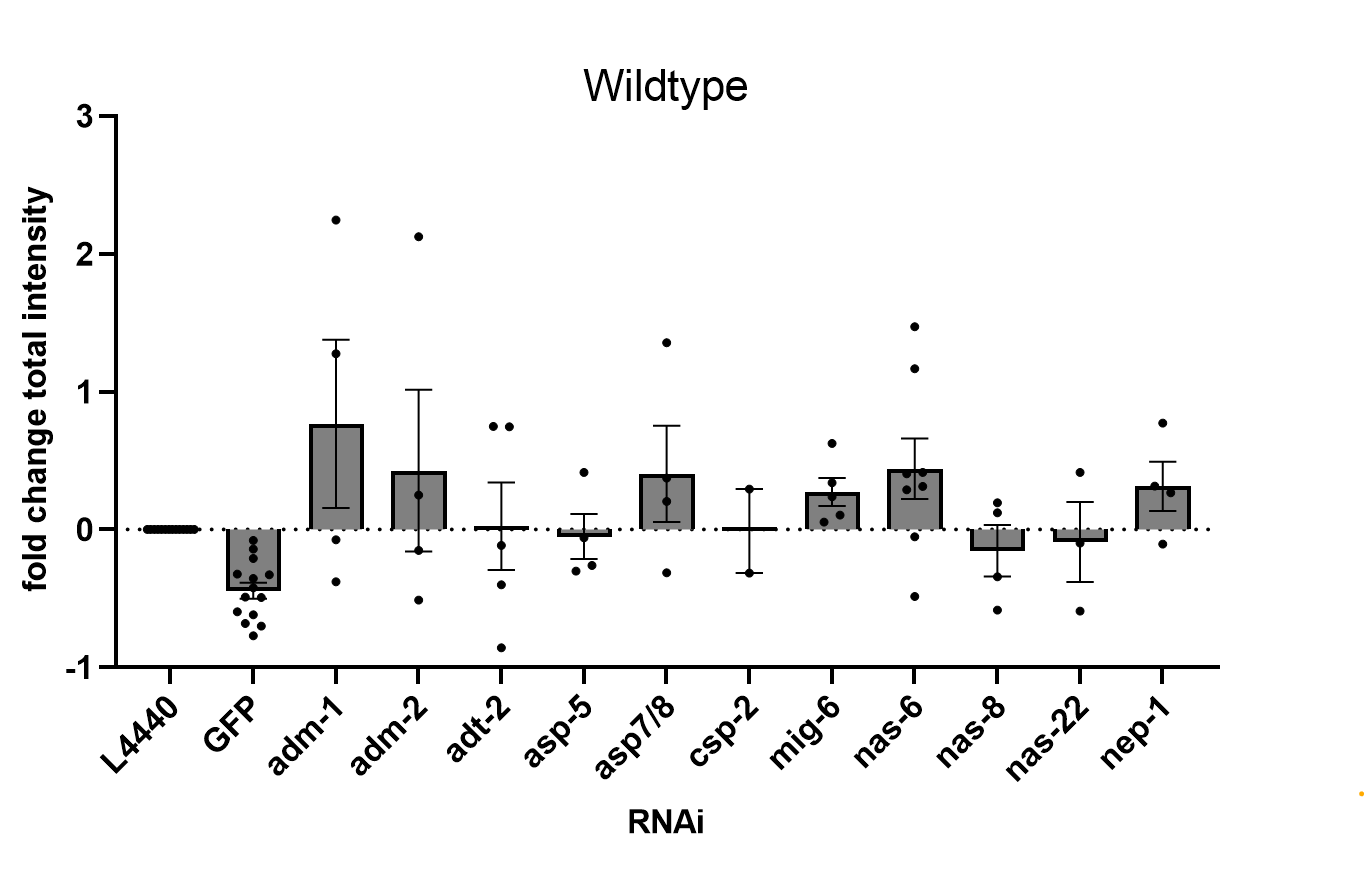 Wildtype
fold change total intensity
3
2
1
0
-1
L4440
GFP
adm-1
adm-2
adt-2
asp-5
asp7/8
csp-2
mig-6
nas-6
nas-8
nas-22
nep-1
RNAi